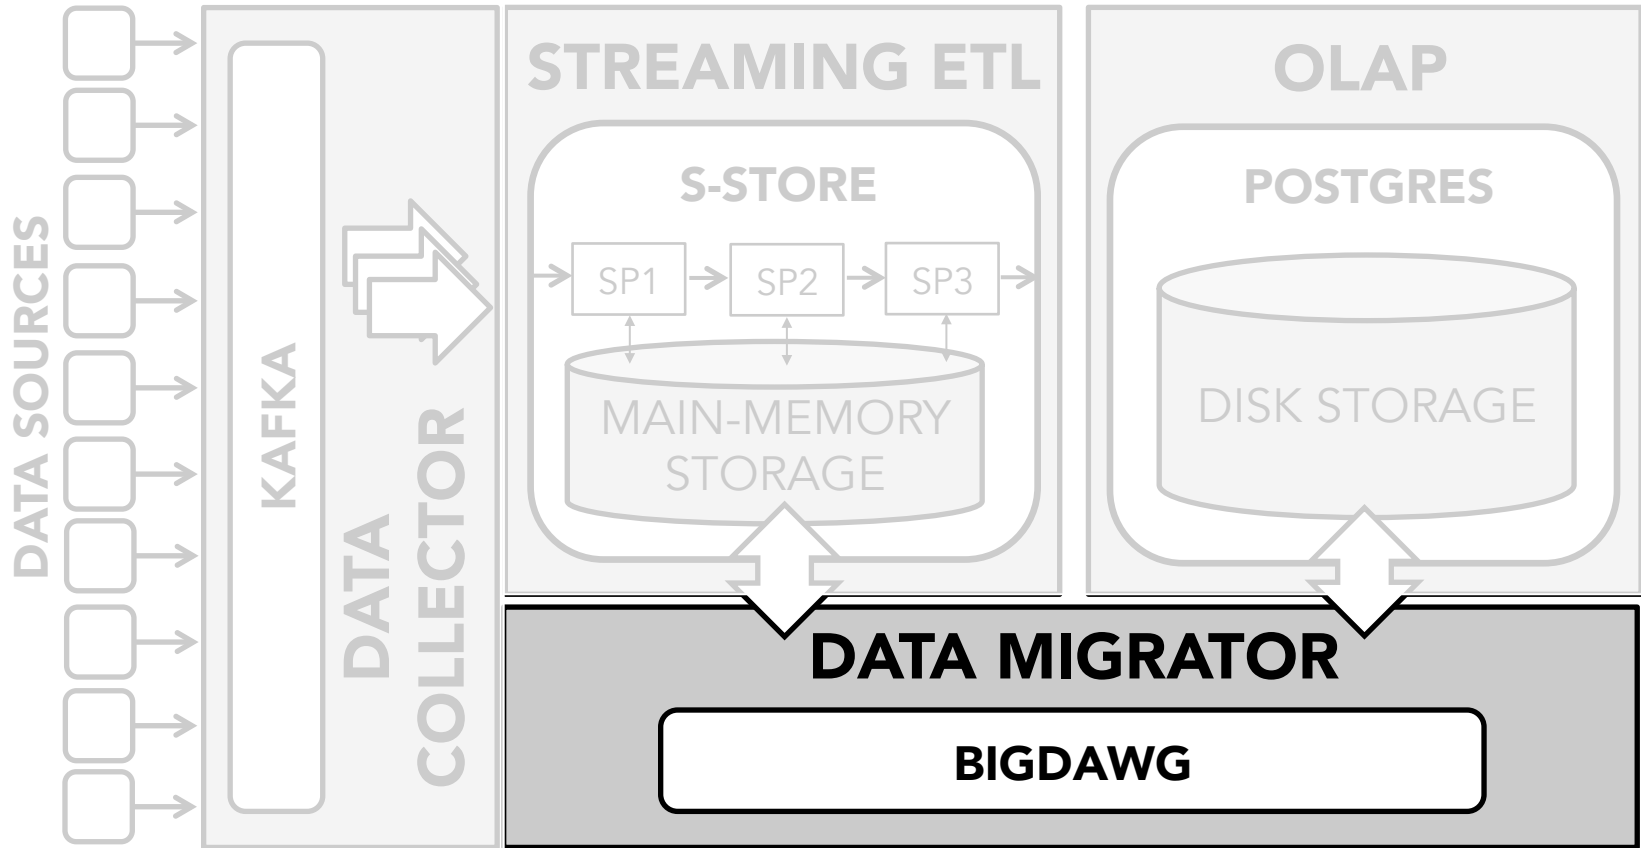 DATA SOURCES
KAFKA
DATA
COLLECTOR
STREAMING ETL
S-STORE
SP1
SP2
SP3
MAIN-MEMORY
STORAGE
OLAP
POSTGRES
DISK STORAGE
DATA MIGRATOR
BIGDAWG